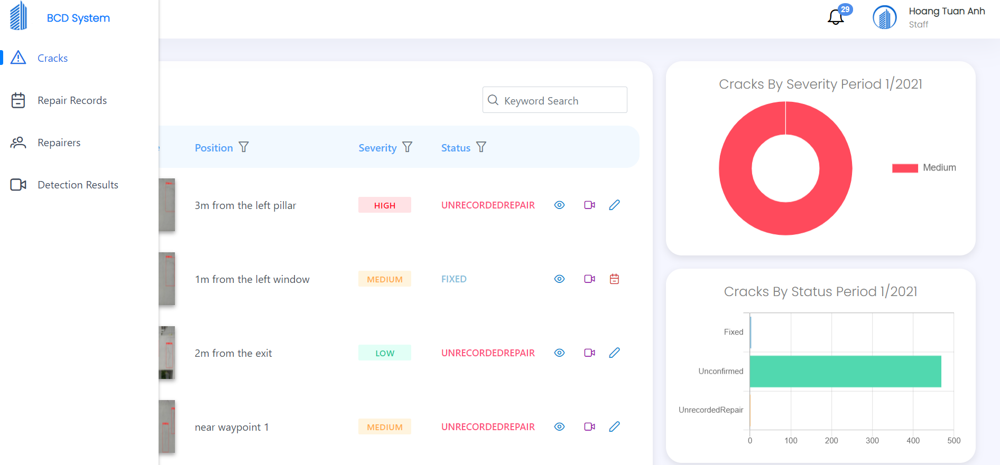 BCD System
29
Hoang Tuan Anh
Staff
Cracks
Repair Records
Repairers
Detection Results
Keyword Search
Position
Severity
Status
3m from the left pillar
HIGH
UNRECORDEDREPAIR
1m from the left window
MEDIUM
FIXED
2m from the exit
LOW
UNRECORDEDREPAIR
near waypoint 1
MEDIUM
UNRECORDEDREPAIR
Cracks By Severity Period 1/2021
Medium
Cracks By Status Period 1/2021
Fixed
Unconfirmed
UnrecordedRepair
0 100 200 300 400 500